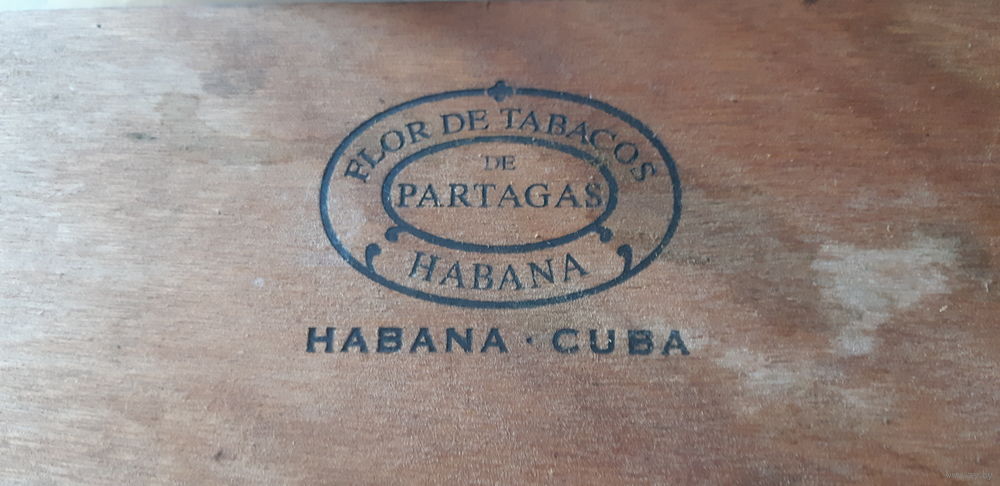 FLOR DE TABACOS
DE
PARTAGAS
HABANA
HABANA · CUBA